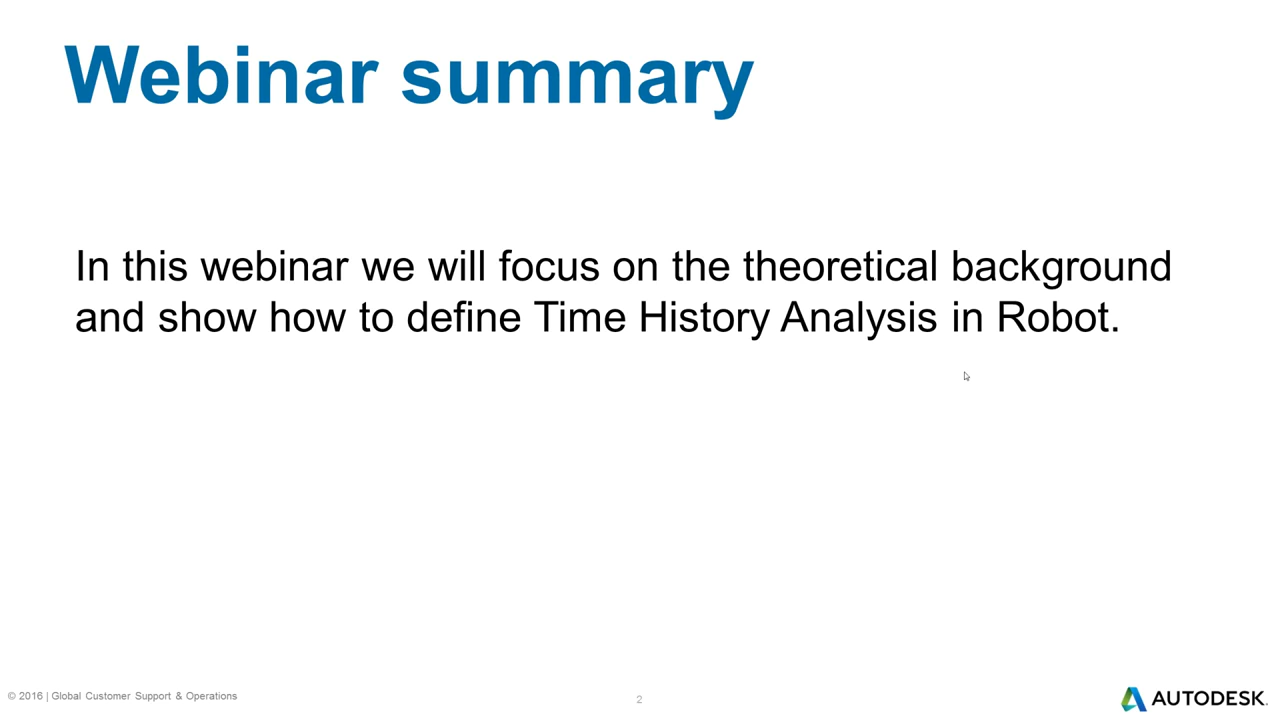 Webinar summary
In this webinar we will focus on the theoretical background
and show how to define Time History Analysis in Robot.
© 2016 | Global Customer Support & Operations
2
AUTODESK.